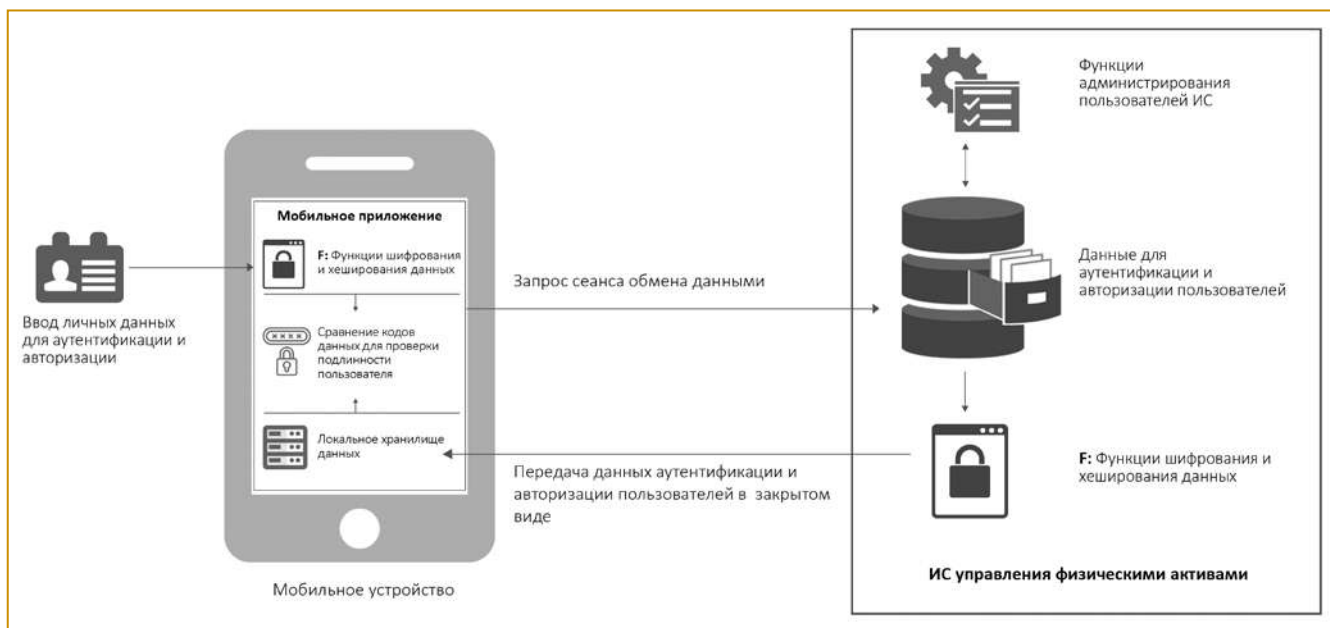 Ввод личных данных
для аутентификации и
авторизации
Мобильное приложение
F: Функции шифрования
и хеширования данных
××××
Сравнение кодов
данных для проверки
подлинности
пользователя
Локальное хранилище
данных
Мобильное устройство
Запрос сеанса обмена данными
Передача данных аутентификации и
авторизации пользователей в закрытом
виде
Функции
администрирования
пользователей ИС
Данные для
аутентификации и
авторизации пользователей
F: Функции шифрования и
хеширования данных
ИС управления физическими активами